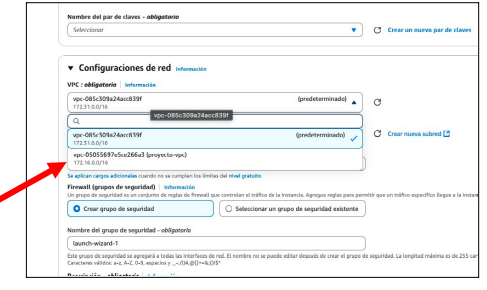 Nombre del par de claves - obligatorio
Seleccionar
Crear un nuevo par de claves
Configuraciones de red Información
VPC : obligatorio | Información
vpc-085c309a24acc839f (predeterminado)
172.31.0.0/16
vpc-085c309a24acc839f
vpc-085c309a24acc839f (predeterminado)
172.31.0.0/16
Crear nueva subred
vpc-05055697e5ce266a3 (proyecto-vpc)
172.16.0.0/16
Se aplican cargos adicionales cuando no se cumplen los límites del nivel gratuito
Firewall (grupos de seguridad) | Información
Un grupo de seguridad es un conjunto de reglas de firewall que controlan el tráfico de la instancia. Agregue reglas para permitir que un tráfico específico llegue a la instan
Crear grupo de seguridad
Seleccionar un grupo de seguridad existente
Nombre del grupo de seguridad - obligatorio
launch-wizard-1
Este grupo de seguridad se agregará a todas las interfaces de red. El nombre no se puede editar después de crear el grupo de seguridad. La longitud máxima es de 255 car
Caracteres válidos: a-z, A-Z, 0-9, espacios y